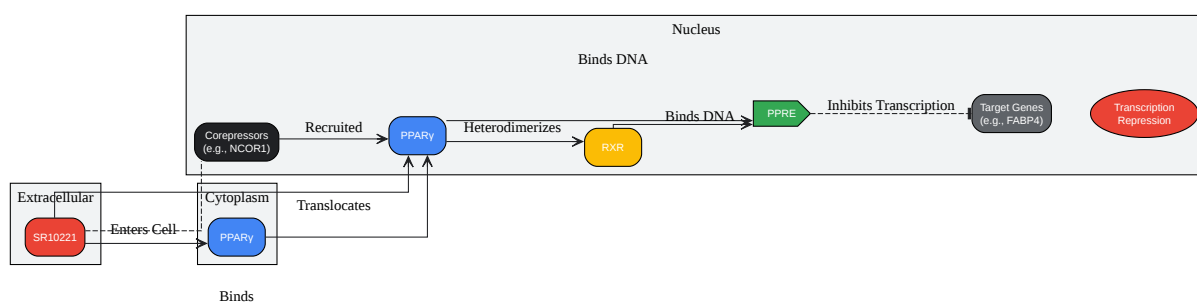 Nucleus
Binds DNA
Corepressors
(e.g., NCOR1)
Recruited
PPARγ
Heterodimerizes
RXR
Binds DNA
PPRE
Inhibits Transcription
Target Genes
(e.g., FABP4)
Transcription
Repression
Extracellular
SR10221
Enters Cell
Cytoplasm
PPARγ
Translocates
Binds